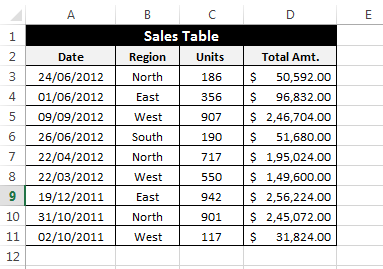 A B C D E
1 Sales Table
2 Date Region Units Total Amt.
3 24/06/2012 North 186 $ 50,592.00
4 01/06/2012 East 356 $ 96,832.00
5 09/09/2012 West 907 $ 2,46,704.00
6 26/06/2012 South 190 $ 51,680.00
7 22/04/2012 North 717 $ 1,95,024.00
8 22/03/2012 West 550 $ 1,49,600.00
9 19/12/2011 East 942 $ 2,56,224.00
10 31/10/2011 North 901 $ 2,45,072.00
11 02/10/2011 West 117 $ 31,824.00
12